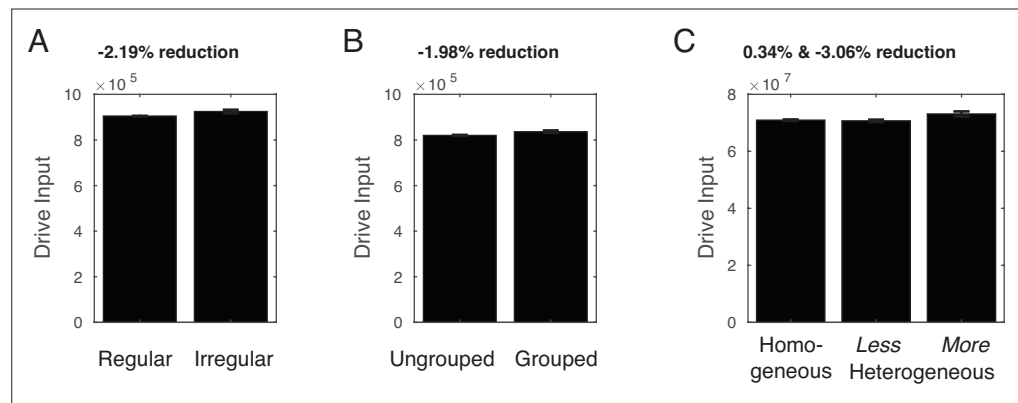 A
-2.19% reduction
× 10 5
Drive Input
10
8
6
4
2
0
Regular Irregular
B
-1.98% reduction
× 10 5
Drive Input
10
8
6
4
2
0
Ungrouped Grouped
C
0.34% & -3.06% reduction
× 10 7
Drive Input
8
6
4
2
0
Homo- Less More
geneous Heterogeneous